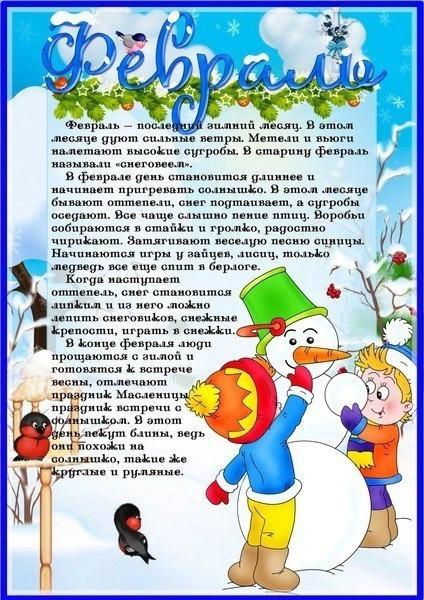 Февраль
Февраль – последний зимний месяц. В этом
месяце дуют сильные ветры. Метели и вьюги
наметают высокие сугробы. В старину февраль
называли «снеговеем».
В феврале день становится длиннее и
начинает пригревать солнышко. В этом месяце
бывают оттепели, снег подтаивает, а сугробы
оседают. Все чаще слышно пение птиц. Воробьи
собираются в стайки и громко, радостно
чирикают. Затягивают веселую песню синицы.
Начинаются игры у зайцев, лисиц, только
медведь все еще спит в берлоге.
Когда наступает
оттепель, снег становится
липким и из него можно
лепить снеговиков, снежные
крепости, играть в снежки.
В конце февраля люди
прощаются с зимой и
готовятся к встрече
весны, отмечают
праздник Масленицы
праздник встречи с
солнышком. В этот
день пекут блины, ведь
они похожи на
солнышко, такие же
круглые и румяные.